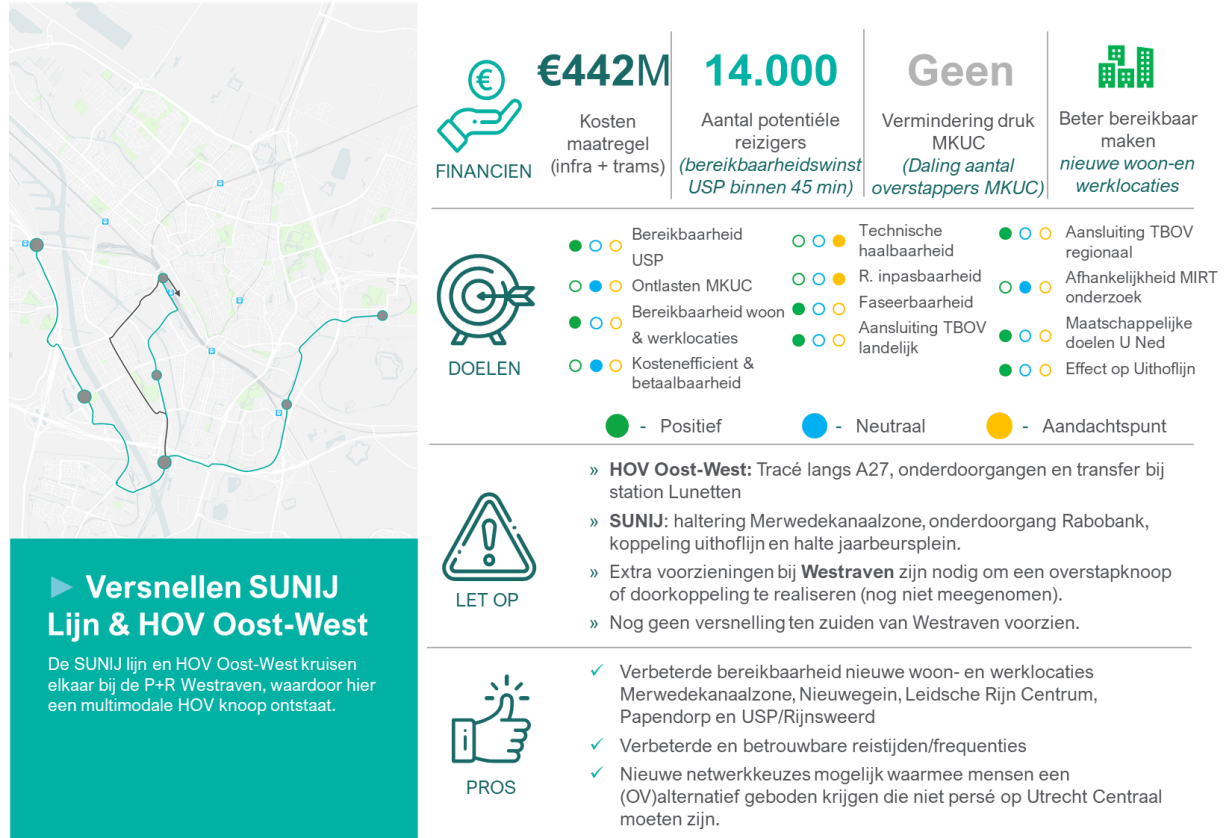 ► Versnellen SUNIJ
Lijn & HOV Oost-West
De SUNIJ lijn en HOV Oost-West kruisen
elkaar bij de P+R Westraven, waardoor hier
een multimodale HOV knoop ontstaat.
FINANCIEN
€442M
Kosten
maatregel
(infra + trams)
14.000
Aantal potentiële
reizigers
(bereikbaarheidswinst
USP binnen 45 min)
Geen
Vermindering druk
MKUC
(Daling aantal
overstappers MKUC)
Beter bereikbaar
maken
nieuwe woon-en
werklocaties
DOELEN
Bereikbaarheid
USP
Ontlasten MKUC
Bereikbaarheid woon
& werklocaties
Kostenefficient &
betaalbaarheid
Technische
haalbaarheid
R. inpasbaarheid
Faseerbaarheid
Aansluiting TBOV
landelijk
Aansluiting TBOV
regionaal
Afhankelijkheid MIRT
onderzoek
Maatschappelijke
doelen U Ned
Effect op Uithoflijn
- Positief
- Neutraal
- Aandachtspunt
LET OP
» HOV Oost-West: Tracé langs A27, onderdoorgangen en transfer bij
station Lunetten
» SUNIJ: haltering Merwedekanaalzone, onderdoorgang Rabobank,
koppeling uithoflijn en halte jaarbeursplein.
» Extra voorzieningen bij Westraven zijn nodig om een overstapknoop
of doorkoppeling te realiseren (nog niet meegenomen).
» Nog geen versnelling ten zuiden van Westraven voorzien.
PROS
✓ Verbeterde bereikbaarheid nieuwe woon- en werklocaties
Merwedekanaalzone, Nieuwegein, Leidsche Rijn Centrum,
Papendorp en USP/Rijnsweerd
✓ Verbeterde en betrouwbare reistijden/frequenties
✓ Nieuwe netwerkkeuzes mogelijk waarmee mensen een
(OV)alternatief geboden krijgen die niet persé op Utrecht Centraal
moeten zijn.